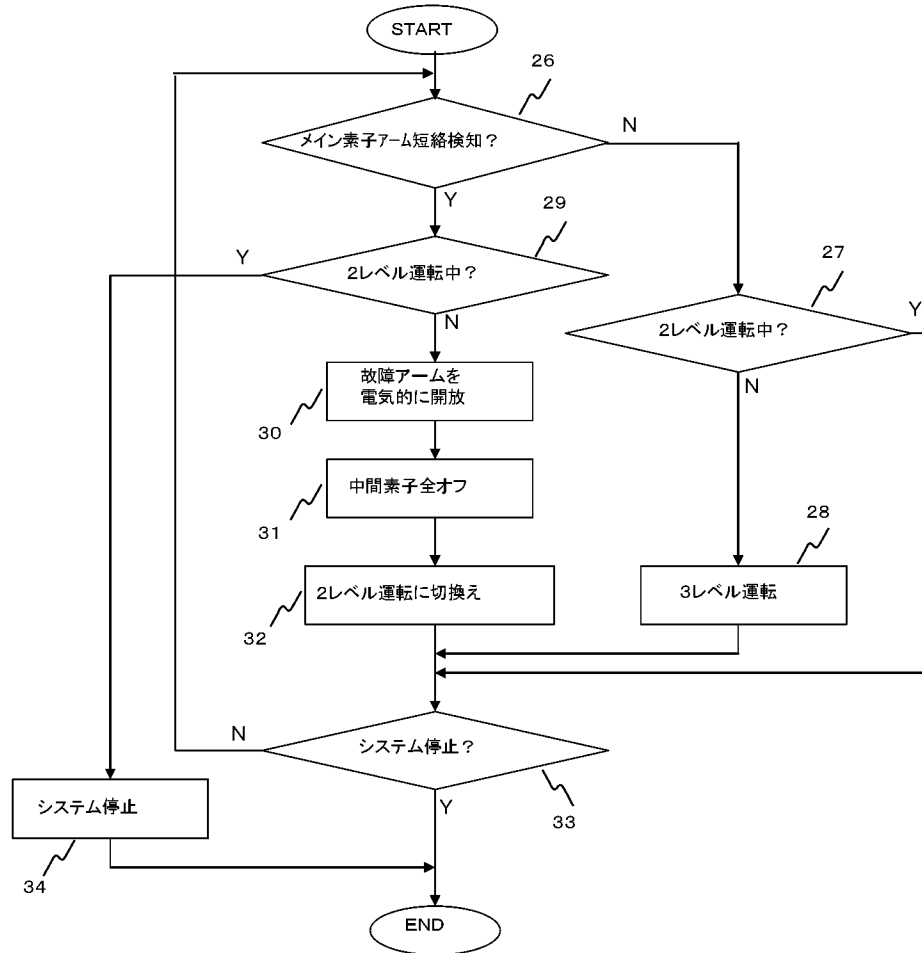 START
26
メイン素子アーム短絡検知？
N
Y
29
Y
2レベル運転中？
N
27
Y
2レベル運転中？
N
故障アームを
電気的に開放
30
中間素子全オフ
31
28
2レベル運転に切換え
3レベル運転
32
N
システム停止？
Y
33
システム停止
34
END